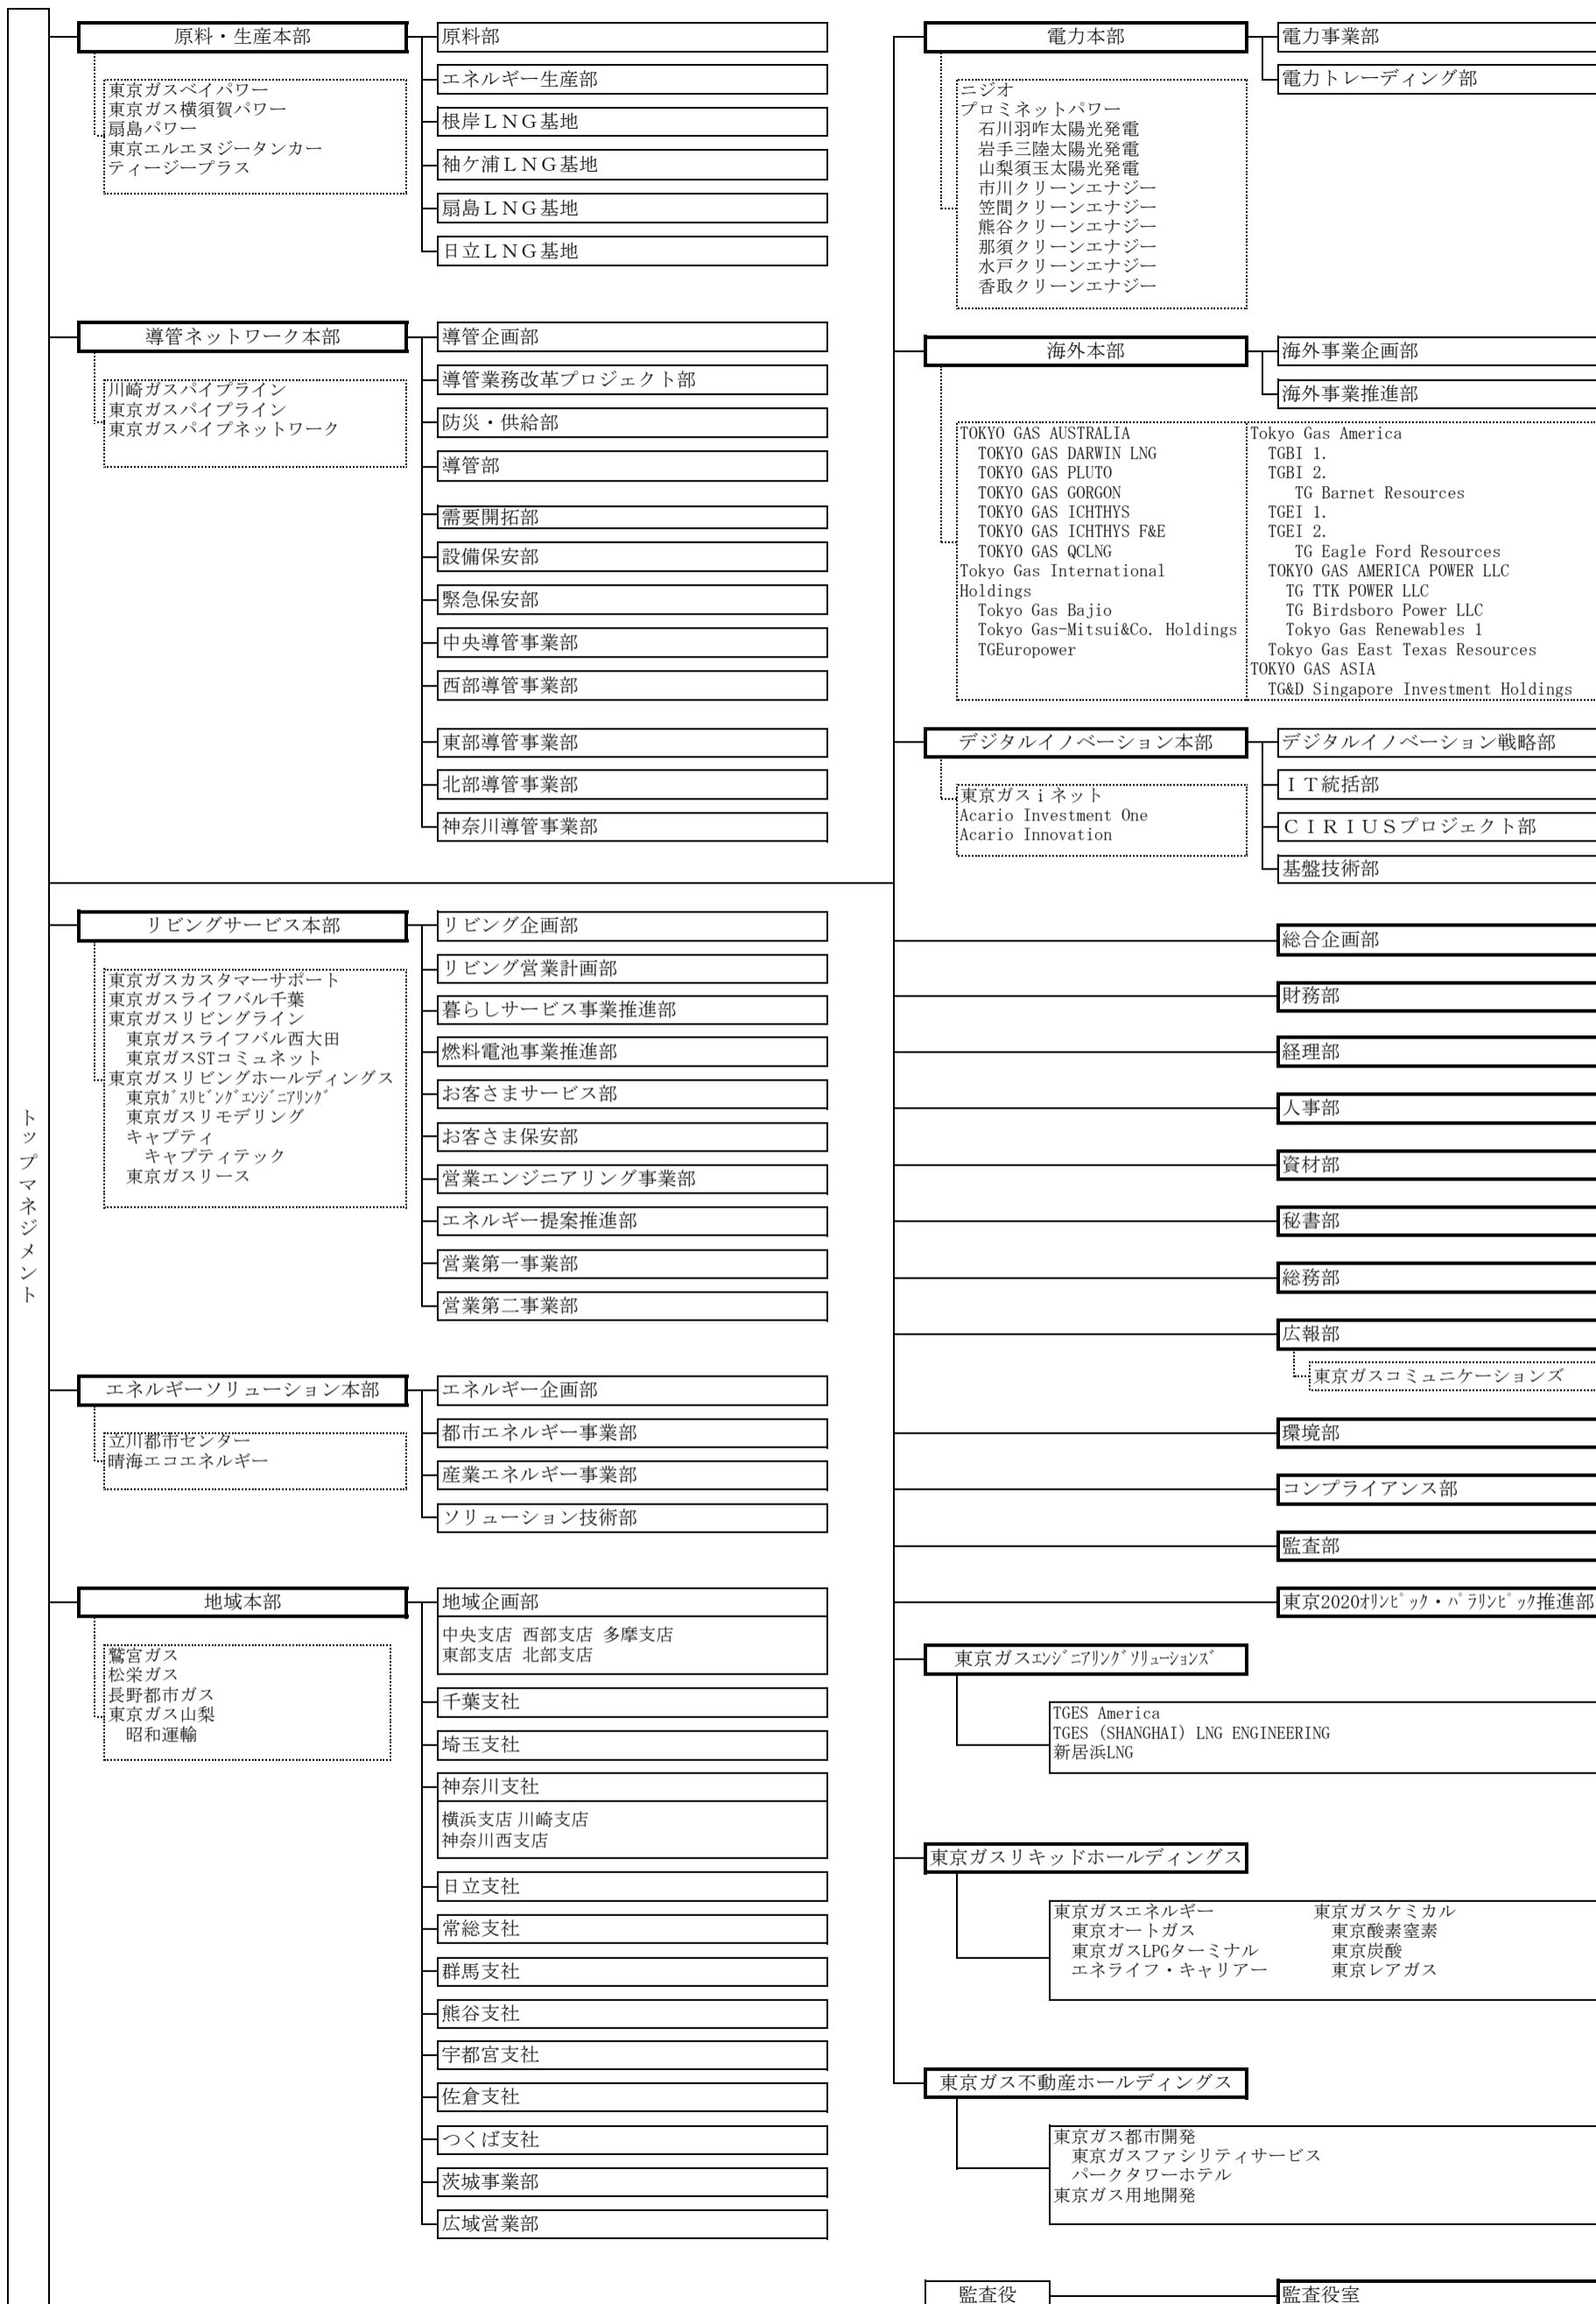 トップマネジメント
原料・生産本部
東京ガスベイパワー
東京ガス横須賀パワー
扇島パワー
東京エルエヌジータンカー
ティージープラス
原料部
エネルギー生産部
根岸ＬＮＧ基地
袖ケ浦ＬＮＧ基地
扇島ＬＮＧ基地
日立ＬＮＧ基地
導管ネットワーク本部
川崎ガスパイプライン
東京ガスパイプライン
東京ガスパイプネットワーク
導管企画部
導管業務改革プロジェクト部
防災・供給部
導管部
需要開拓部
設備保安部
緊急保安部
中央導管事業部
西部導管事業部
東部導管事業部
北部導管事業部
神奈川導管事業部
リビングサービス本部
東京ガスカスタマーサポート
東京ガスライフバル千葉
東京ガスリビングライン
東京ガスライフバル西大田
東京ガスSTコミュネット
東京ガスリビングホールディングス
東京ｶﾞｽﾘﾋﾞﾝｸﾞｴﾝｼﾞﾆｱﾘﾝｸﾞ
東京ガスリモデリング
キャプティ
キャプティテック
東京ガスリース
リビング企画部
リビング営業計画部
暮らしサービス事業推進部
燃料電池事業推進部
お客さまサービス部
お客さま保安部
営業エンジニアリング事業部
エネルギー提案推進部
営業第一事業部
営業第二事業部
エネルギーソリューション本部
立川都市センター
晴海エコエネルギー
エネルギー企画部
都市エネルギー事業部
産業エネルギー事業部
ソリューション技術部
地域本部
鷲宮ガス
松栄ガス
長野都市ガス
東京ガス山梨
昭和運輸
地域企画部
中央支店 西部支店 多摩支店
東部支店 北部支店
千葉支社
埼玉支社
神奈川支社
横浜支店 川崎支店
神奈川西支店
日立支社
常総支社
群馬支社
熊谷支社
宇都宮支社
佐倉支社
つくば支社
茨城事業部
広域営業部
電力本部
ニジオ
プロミネットパワー
石川羽咋太陽光発電
岩手三陸太陽光発電
山梨須玉太陽光発電
市川クリーンエナジー
笠間クリーンエナジー
熊谷クリーンエナジー
那須クリーンエナジー
水戸クリーンエナジー
香取クリーンエナジー
電力事業部
電力トレーディング部
海外本部
海外事業企画部
海外事業推進部
TOKYO GAS AUSTRALIA
TOKYO GAS DARWIN LNG
TOKYO GAS PLUTO
TOKYO GAS GORGON
TOKYO GAS ICHTHYS
TOKYO GAS ICHTHYS F&E
TOKYO GAS QCLNG
Tokyo Gas International
Holdings
Tokyo Gas Bajio
Tokyo Gas-Mitsui&Co. Holdings
TGEuropower
Tokyo Gas America
TGBI 1.
TGBI 2.
TG Barnet Resources
TGEI 1.
TGEI 2.
TG Eagle Ford Resources
TOKYO GAS AMERICA POWER LLC
TG TTK POWER LLC
TG Birdsboro Power LLC
Tokyo Gas Renewables 1
Tokyo Gas East Texas Resources
TOKYO GAS ASIA
TG&D Singapore Investment Holdings
デジタルイノベーション本部
東京ガスｉネット
Acario Investment One
Acario Innovation
デジタルイノベーション戦略部
ＩＴ統括部
ＣＩＲＩＵＳプロジェクト部
基盤技術部
総合企画部
財務部
経理部
人事部
資材部
秘書部
総務部
広報部
東京ガスコミュニケーションズ
環境部
コンプライアンス部
監査部
東京2020ｵﾘﾝﾋﾟｯｸ・ﾊﾟﾗﾘﾝﾋﾟｯｸ推進部
東京ガスｴﾝｼﾞﾆｱﾘﾝｸﾞｿﾘｭｰｼｮﾝｽﾞ
TGES America
TGES (SHANGHAI) LNG ENGINEERING
新居浜LNG
東京ガスリキッドホールディングス
東京ガスエネルギー
東京オートガス
東京ガスLPGターミナル
エネライフ・キャリアー
東京ガスケミカル
東京酸素窒素
東京炭酸
東京レアガス
東京ガス不動産ホールディングス
東京ガス都市開発
東京ガスファシリティサービス
パークタワーホテル
東京ガス用地開発
監査役
監査役室